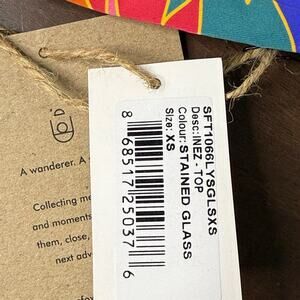 A wanderer. A
Collecting me
and moments
them, close,
next adv
SFT1066LYSGLSXS
Desc: INEZ - TOP
Colour: STAINED GLASS
Size: XS
8 68517 25037 6